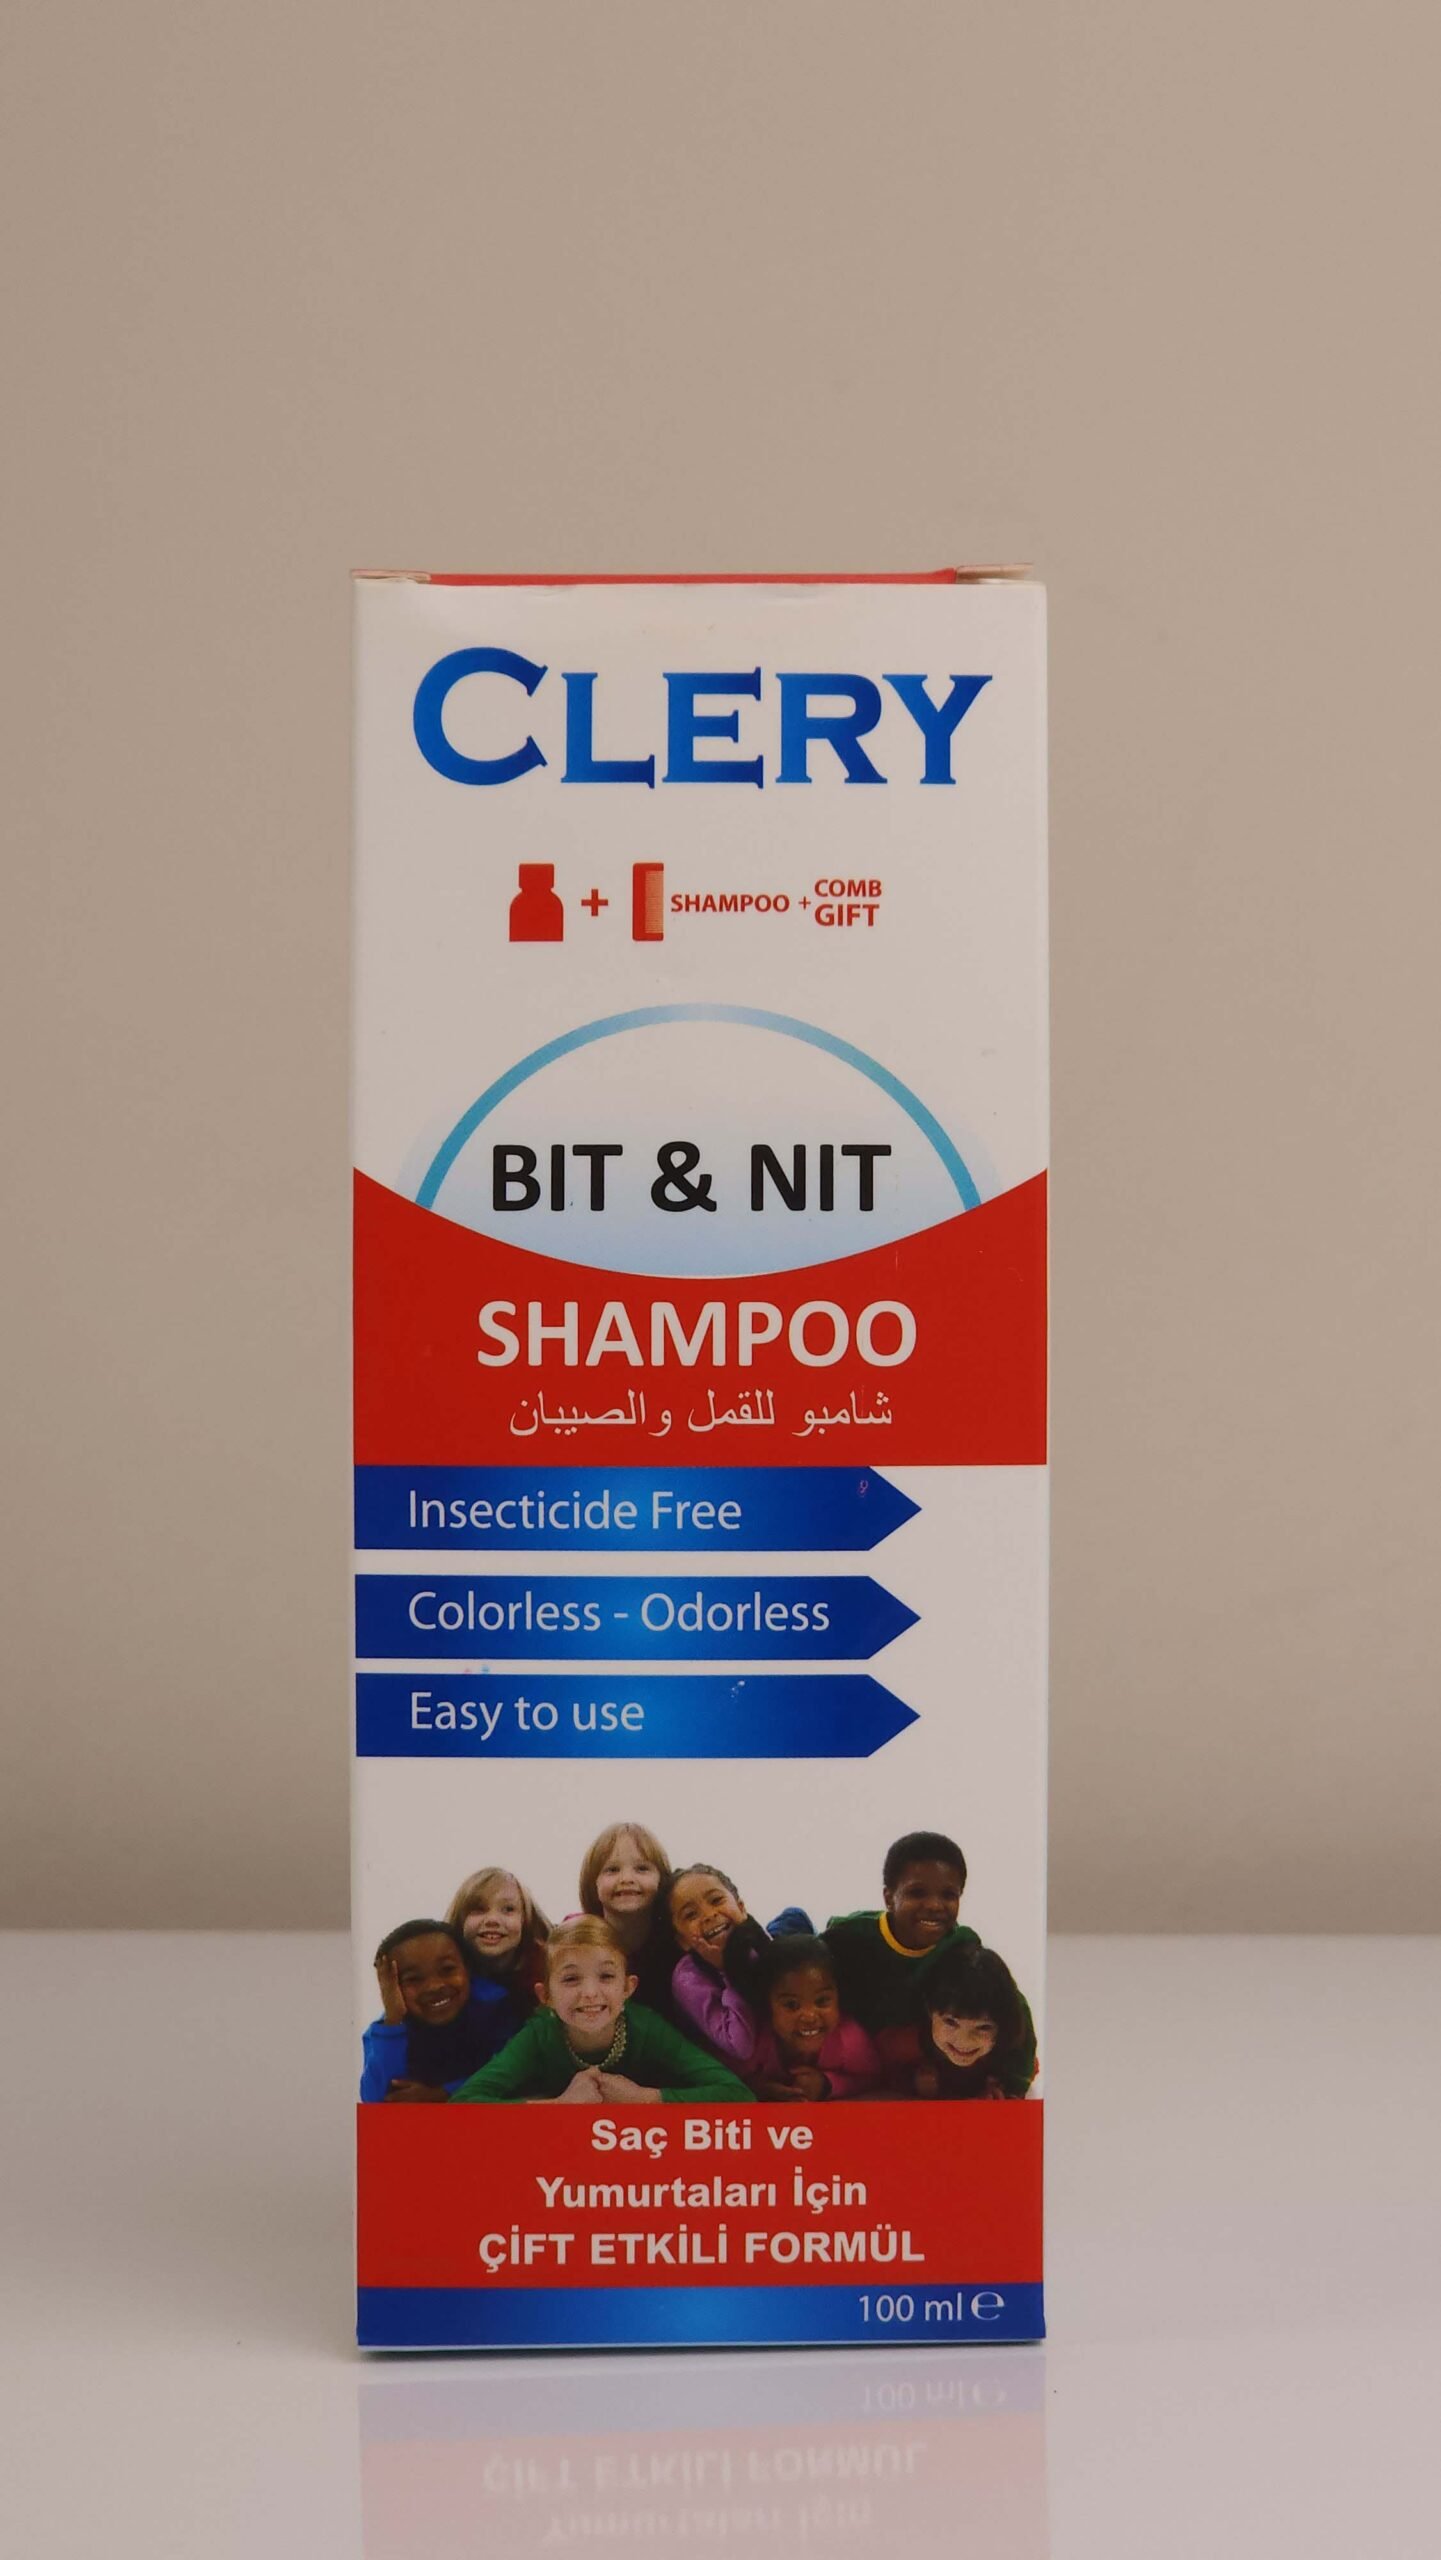 CLERY
+ SHAMPOO + COMB
GIFT
BIT & NIT
SHAMPOO
شامبو للقمل والصيبان
Insecticide Free
Colorless - Odorless
Easy to use
Saç Biti ve
Yumurtaları İçin
ÇİFT ETKİLİ FORMÜL
100 ml ℮